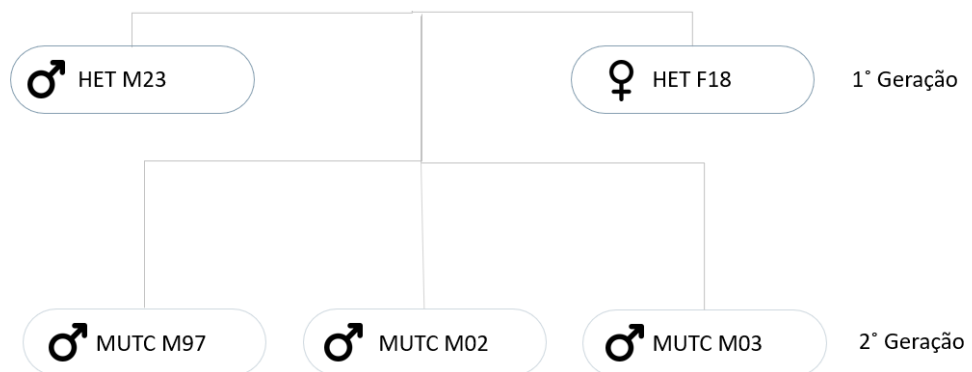 HET M23
HET F18
1˚ Geração
MUTC M97
MUTC M02
MUTC M03
2˚ Geração